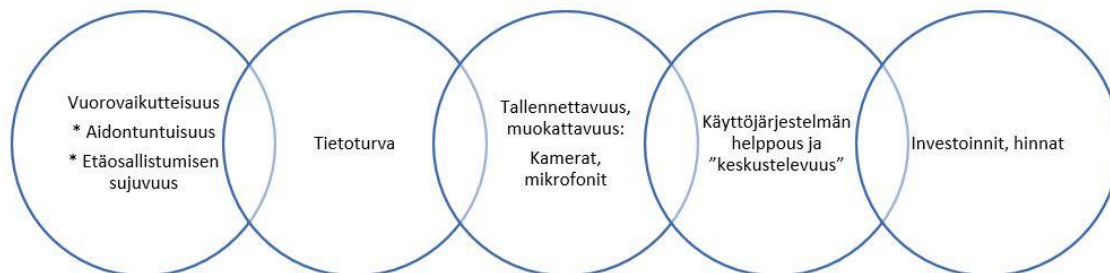 Vuorovaikutteisuus
* Aidontuntuisuus
* Etäosallistumisen
sujuvuus
Tietoturva
Tallennettavuus,
muokattavuus:
Kamerat,
mikrofonit
Käyttöjärjestelmän
helppous ja
”keskustelevuus”
Investoinnit, hinnat